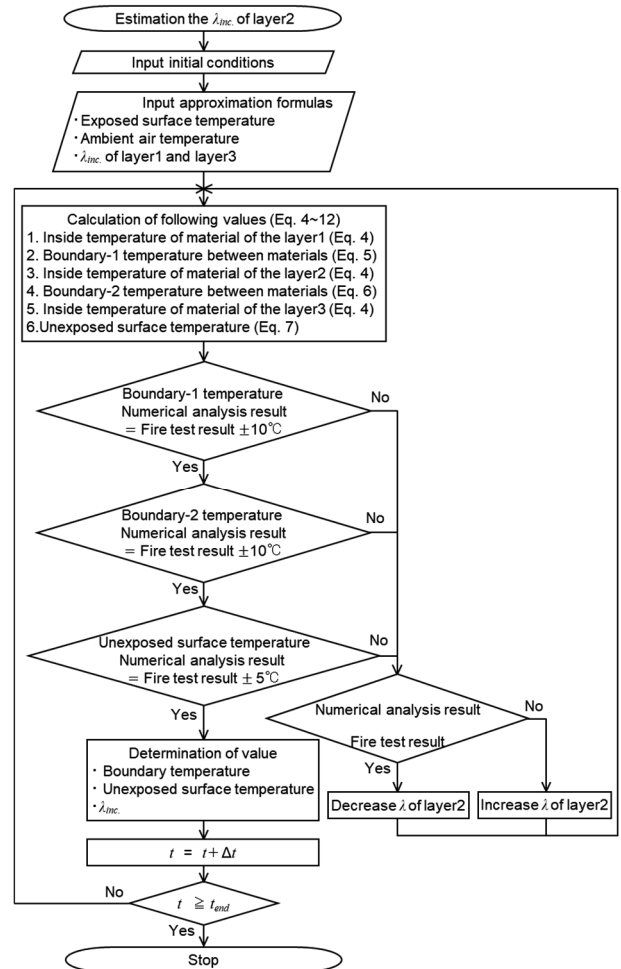 Estimation the λinc. of layer2
Input initial conditions
Input approximation formulas
・Exposed surface temperature
・Ambient air temperature
・λinc. of layer1 and layer3
Calculation of following values (Eq. 4~12)
1. Inside temperature of material of the layer1 (Eq. 4)
2. Boundary-1 temperature between materials (Eq. 5)
3. Inside temperature of material of the layer2 (Eq. 4)
4. Boundary-2 temperature between materials (Eq. 6)
5. Inside temperature of material of the layer3 (Eq. 4)
6.Unexposed surface temperature (Eq. 7)
Boundary-1 temperature
Numerical analysis result
= Fire test result ±10℃
No
Yes
Boundary-2 temperature
Numerical analysis result
= Fire test result ±10℃
No
Yes
Unexposed surface temperature
Numerical analysis result
= Fire test result ± 5℃
No
Yes
Numerical analysis result
Fire test result
No
Yes
Decrease λ of layer2
Increase λ of layer2
Determination of value
・ Boundary temperature
・ Unexposed surface temperature
・λinc.
t = t+Δt
t ≧ tend
No
Yes
Stop